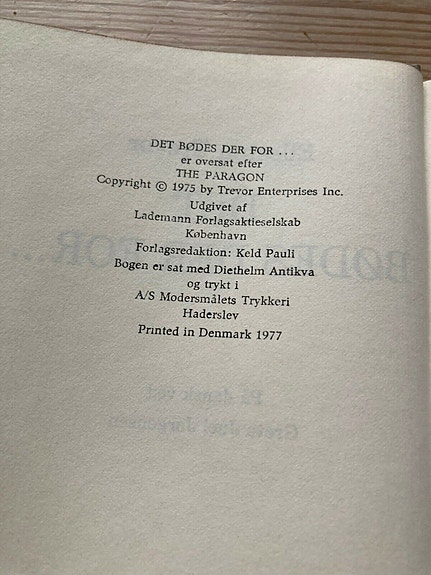 DET BØDES DER FOR ...
er oversat efter
THE PARAGON
Copyright © 1975 by Trevor Enterprises Inc.
Udgivet af
Lademann Forlagsaktieselskab
København
Forlagsredaktion: Keld Pauli
Bogen er sat med Diethelm Antikva
og trykt i
A/S Modersmålets Trykkeri
Haderslev
Printed in Denmark 1977